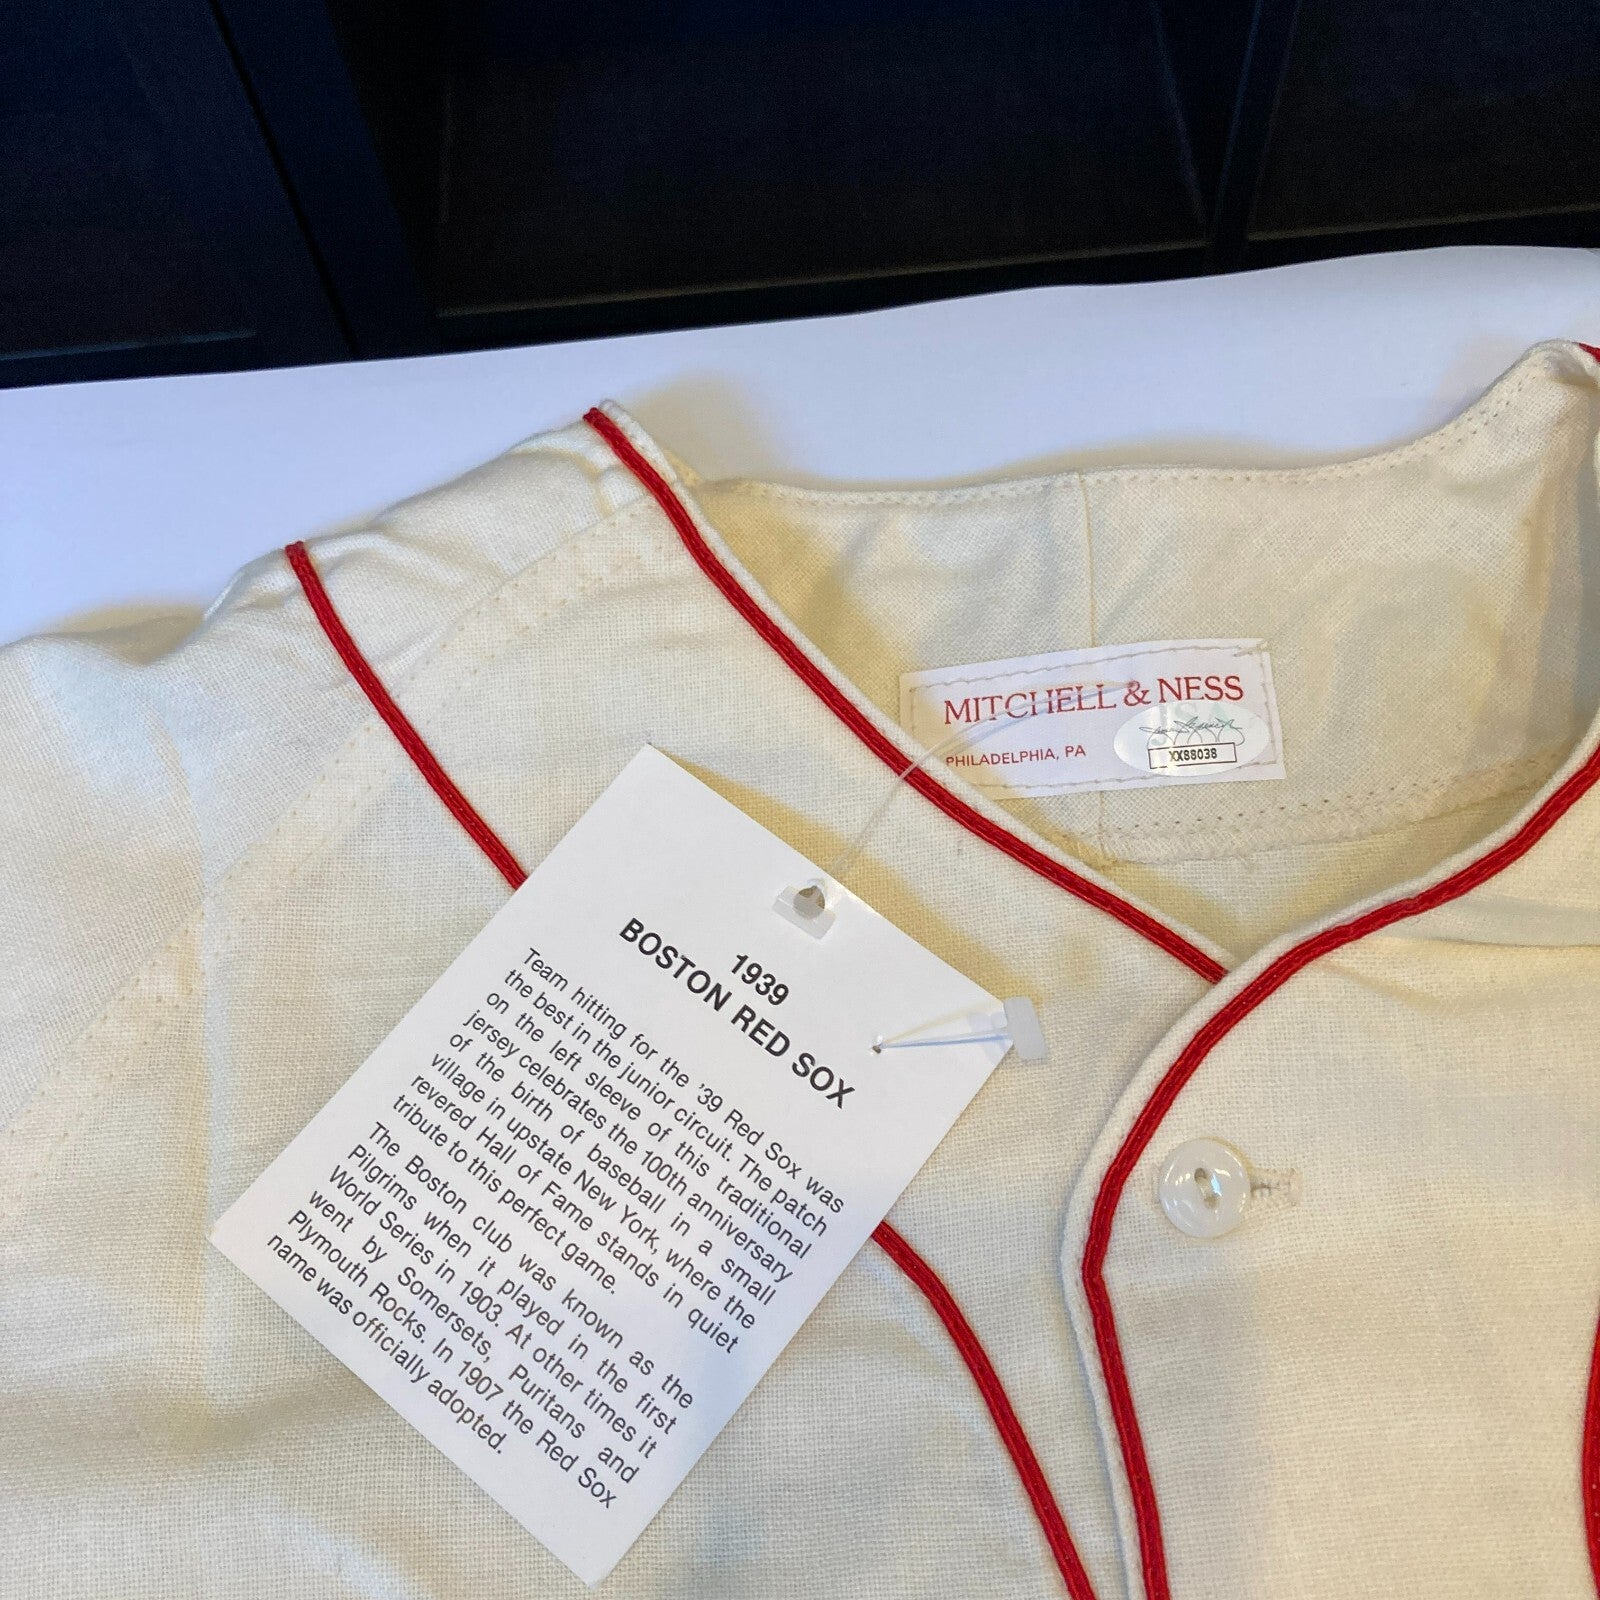 MITCHELL & NESS
PHILADELPHIA, PA
JSA
XX88038
1939
BOSTON RED SOX
Team hitting for the '39 Red Sox was
the best in the junior circuit. The patch
on the left sleeve of this traditional
jersey celebrates the 100th anniversary
of the birth of baseball in a small
village in upstate New York, where the
revered Hall of Fame stands in quiet
tribute to this perfect game.
The Boston club was known as the
Pilgrims when it played in the first
World Series in 1903. At other times it
went by Somersets, Puritans and
Plymouth Rocks. In 1907 the Red Sox
name was officially adopted.